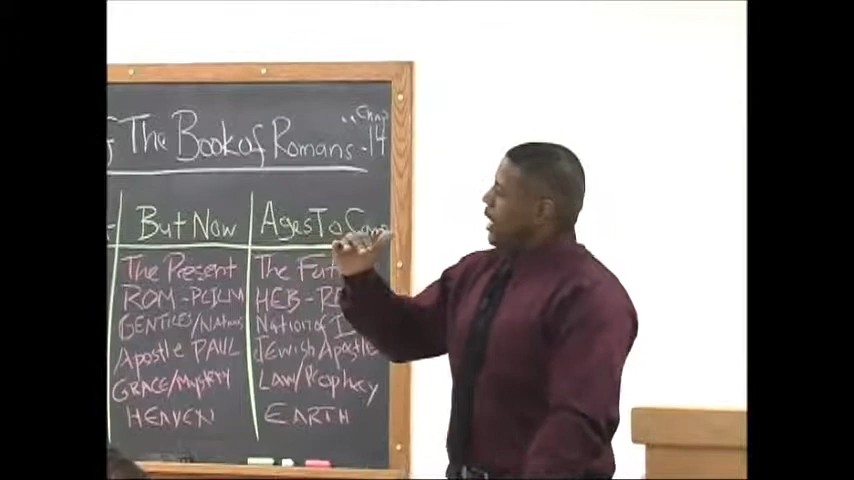 The Book of Romans
"Chap 14
But Now
Ages To Come
The Present
The
ROM - PHLM
HEB -
GENTILES/Nations
Nation of
Apostle PAUL
Jewish Apostle
GRACE/Mystery
Law/Prophecy
HEAVEN
EARTH